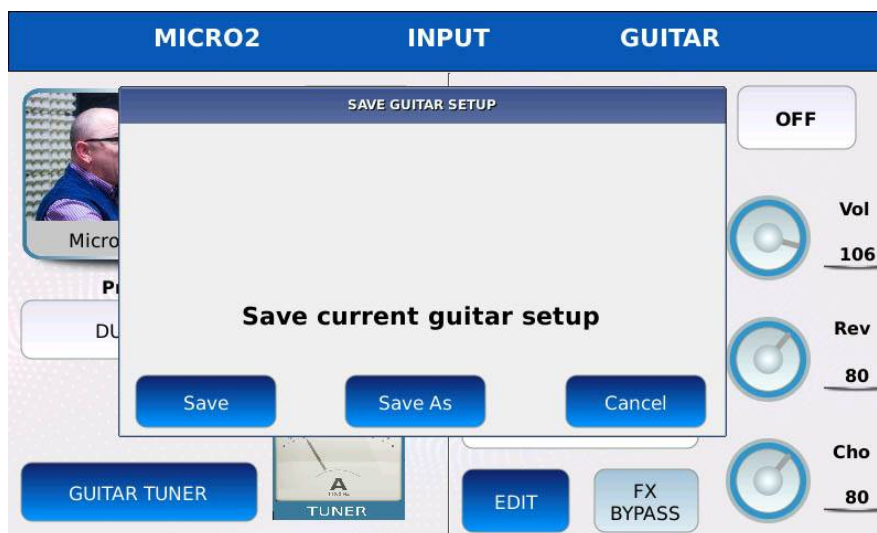 MICRO2 INPUT GUITAR
SAVE GUITAR SETUP
OFF
Micro
Vol
106
DU
Save current guitar setup
Rev
80
Save Save As Cancel
Cho
80
GUITAR TUNER
A
TUNER
EDIT
FX
BYPASS